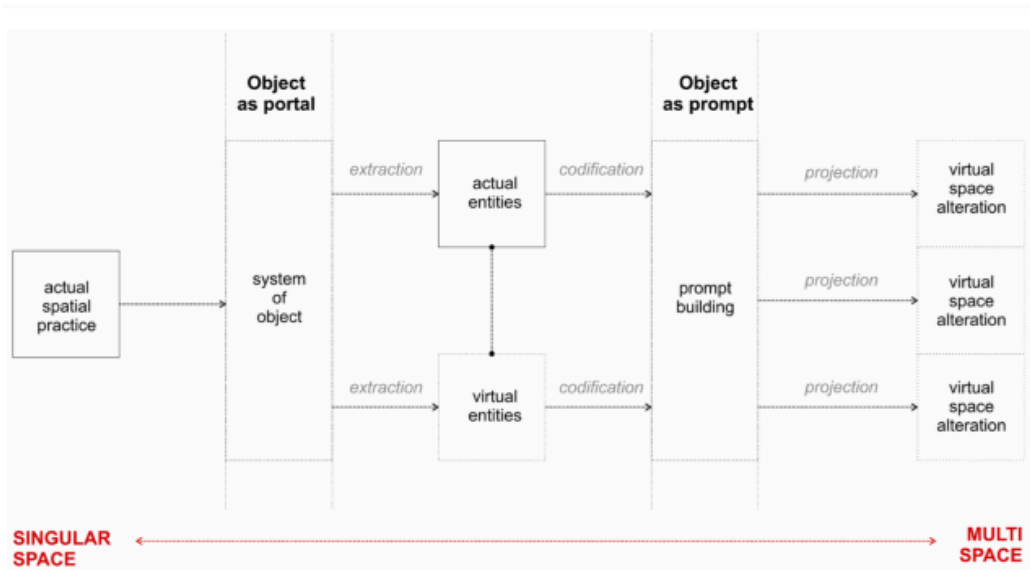 Object
as portal
Object
as prompt
extraction
actual
entities
codification
projection
virtual
space
alteration
actual
spatial
practice
system
of
object
prompt
building
projection
virtual
space
alteration
extraction
virtual
entities
codification
projection
virtual
space
alteration
SINGULAR
SPACE
MULTI
SPACE